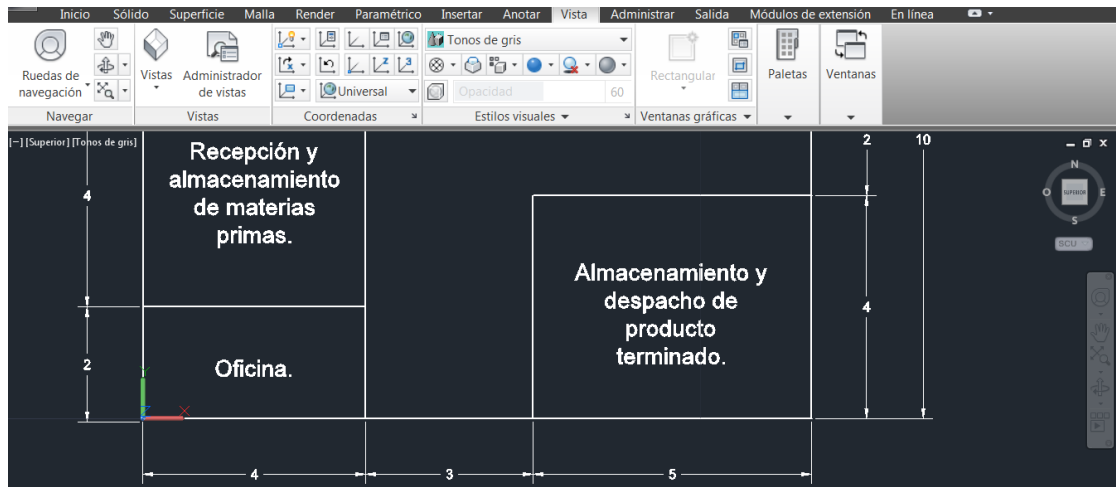 Inicio Sólido Superficie Malla Render Paramétrico Insertar Anotar Vista Administrar Salida Módulos de extensión En línea
Tonos de gris
Ruedas de
navegación
Vistas
Administrador
de vistas
Universal
Opacidad 60
Rectangular
Paletas
Ventanas
Navegar Vistas Coordenadas Estilos visuales Ventanas gráficas
[−][Superior][Tonos de gris]
Recepción y
almacenamiento
de materias
primas.
4
2
Oficina.
Y
X
Z
Almacenamiento y
despacho de
producto
terminado.
2
10
4
4
3
5
N
O SUPERIOR E
S
SCU